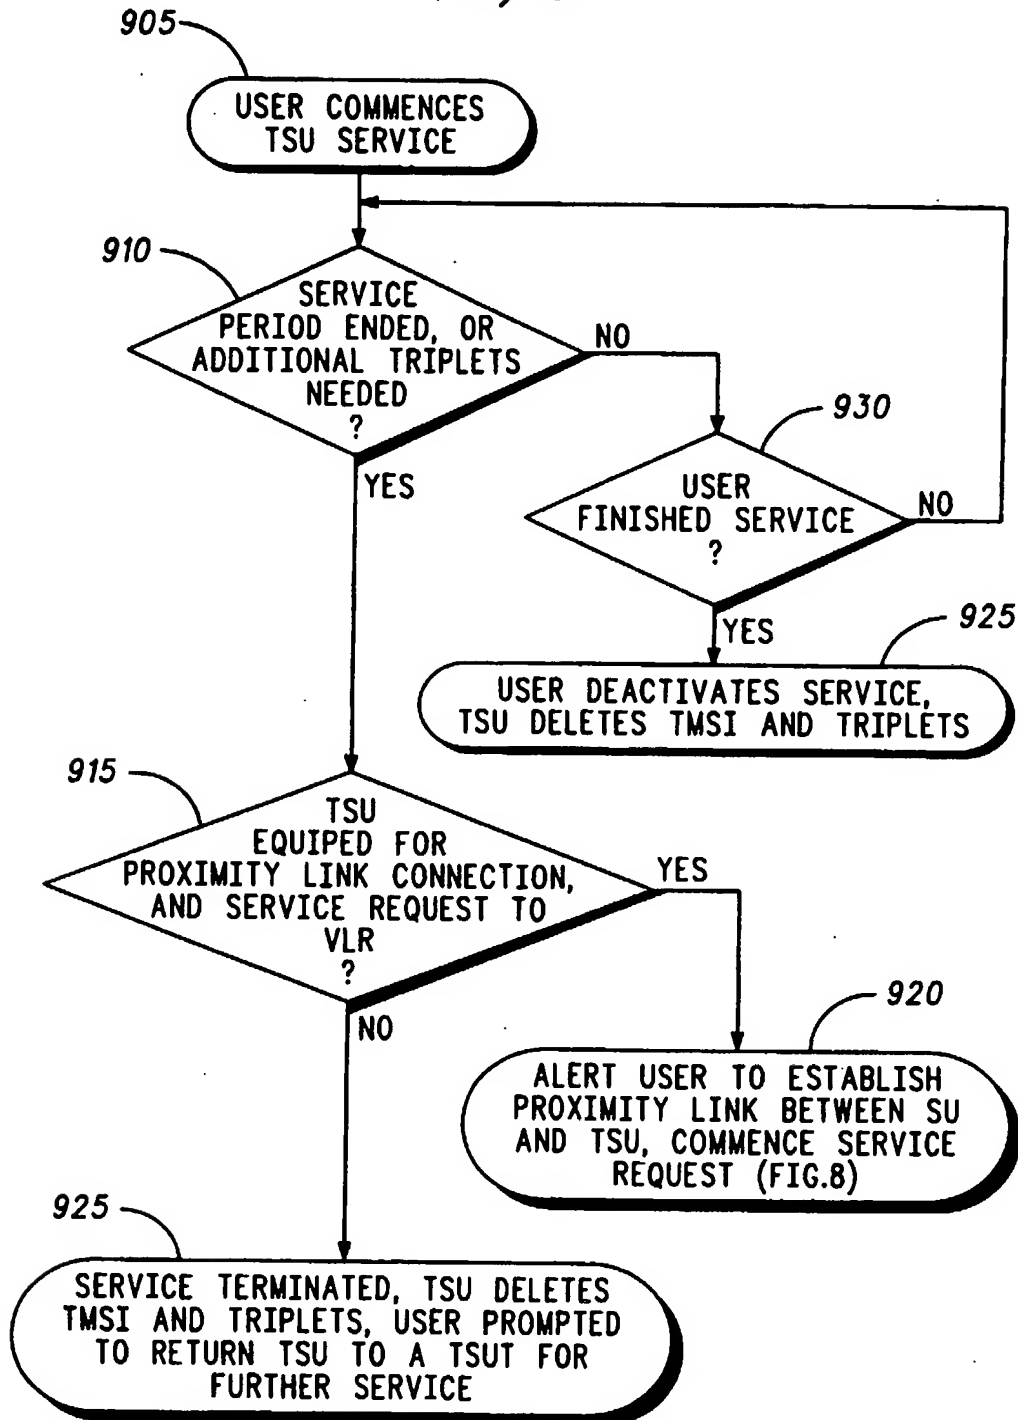 905
USER COMMENCES
TSU SERVICE
910
SERVICE
PERIOD ENDED, OR
ADDITIONAL TRIPLETS
NEEDED
?
NO
YES
930
USER
FINISHED SERVICE
?
NO
YES
925
USER DEACTIVATES SERVICE,
TSU DELETES TMSI AND TRIPLETS
915
TSU
EQUIPED FOR
PROXIMITY LINK CONNECTION,
AND SERVICE REQUEST TO
VLR
?
YES
NO
920
ALERT USER TO ESTABLISH
PROXIMITY LINK BETWEEN SU
AND TSU, COMMENCE SERVICE
REQUEST (FIG.8)
925
SERVICE TERMINATED, TSU DELETES
TMSI AND TRIPLETS, USER PROMPTED
TO RETURN TSU TO A TSUT FOR
FURTHER SERVICE